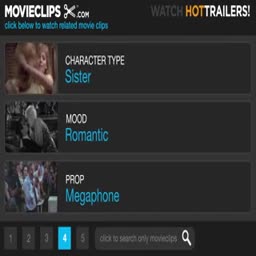 MOVIECLIPS .COM WATCH HOTTRAILERS!
click below to watch related movie clips
CHARACTER TYPE
Sister
MOOD
Romantic
PROP
Megaphone
1 2 3 4 5 click to search only movieclips